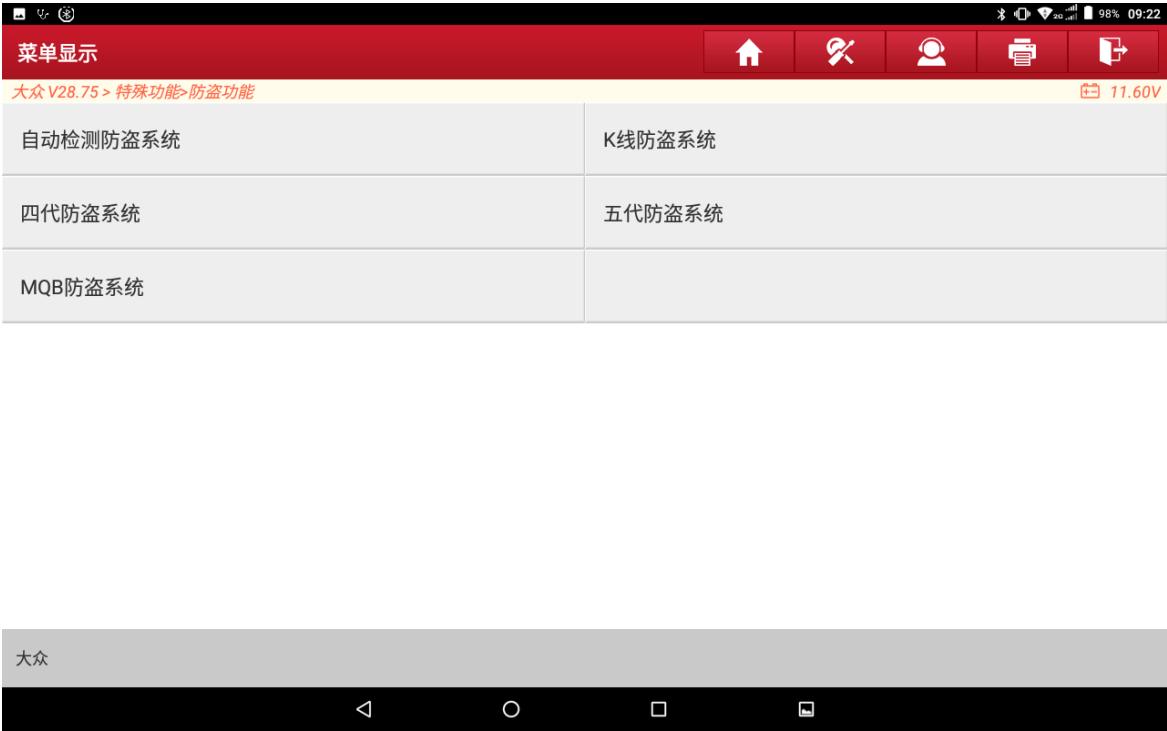 2G 98% 09:22
菜单显示
大众 V28.75 > 特殊功能>防盗功能 11.60V
自动检测防盗系统 K线防盗系统
四代防盗系统 五代防盗系统
MQB防盗系统
大众